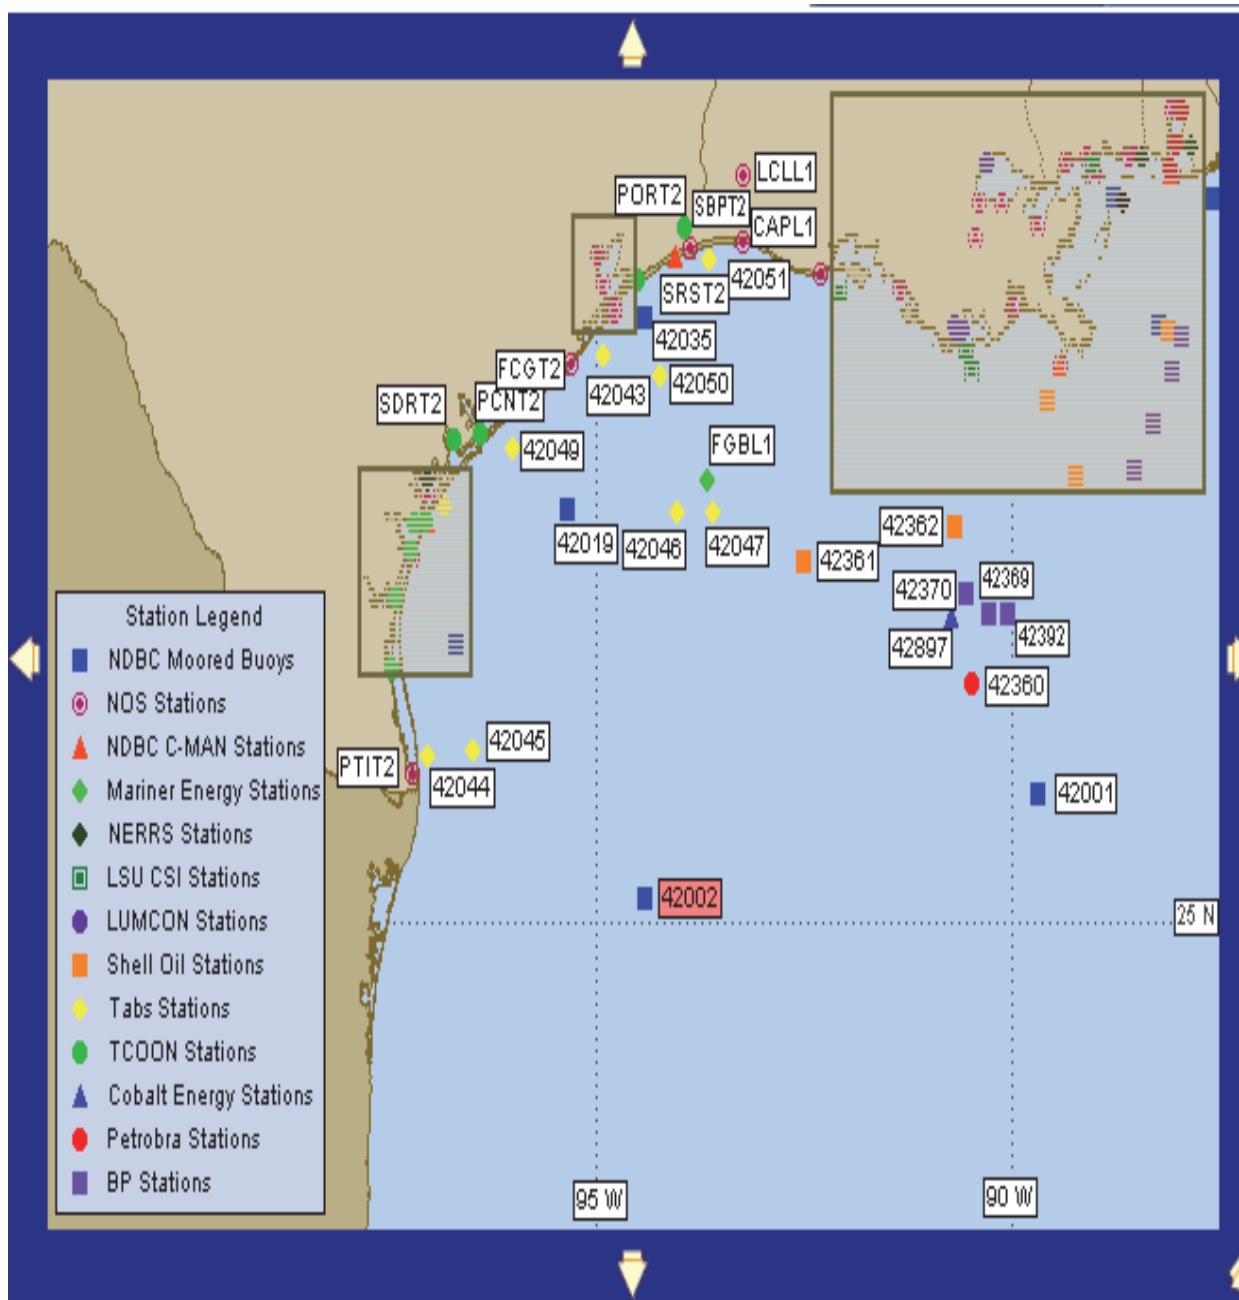 LCLL1
PORT2
SBPT2
CAPL1
SRST2
42051
42035
FCGT2
42043
42050
SDRT2
PCNT2
42049
FGBL1
42019
42046
42047
42362
42361
42370
42369
42897
42392
42360
Station Legend
NDBC Moored Buoys
NOS Stations
NDBC C-MAN Stations
Mariner Energy Stations
NERRS Stations
LSU CSI Stations
LUMCON Stations
Shell Oil Stations
Tabs Stations
TCOON Stations
Cobalt Energy Stations
Petrobra Stations
BP Stations
PTIT2
42044
42045
42001
42002
25 N
95 W
90 W